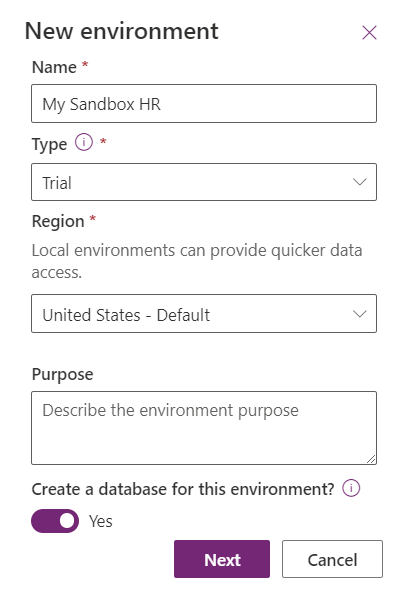 New environment
Name *
My Sandbox HR
Type *
Trial
Region *
Local environments can provide quicker data
access.
United States - Default
Purpose
Describe the environment purpose
Create a database for this environment?
Yes
Next Cancel